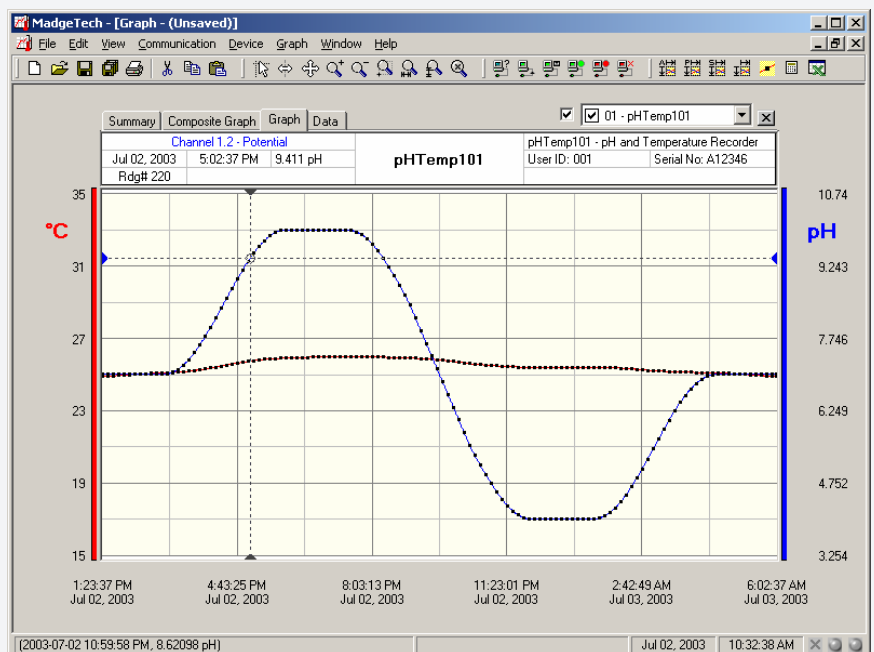 MadgeTech - [Graph - (Unsaved)]
File Edit View Communication Device Graph Window Help
Summary Composite Graph Graph Data 01 - pHTemp101
Channel 1.2 - Potential pHTemp101 pHTemp101 - pH and Temperature Recorder
Jul 02, 2003 5:02:37 PM 9.411 pH User ID: 001 Serial No: A12346
Rdg# 220
35 10.74
°C pH
31 9.243
27 7.746
23 6.249
19 4.752
15 3.254
1:23:37 PM 4:43:25 PM 8:03:13 PM 11:23:01 PM 2:42:49 AM 6:02:37 AM
Jul 02, 2003 Jul 02, 2003 Jul 02, 2003 Jul 02, 2003 Jul 03, 2003 Jul 03, 2003
(2003-07-02 10:59:58 PM, 8.62098 pH) Jul 02, 2003 10:32:38 AM